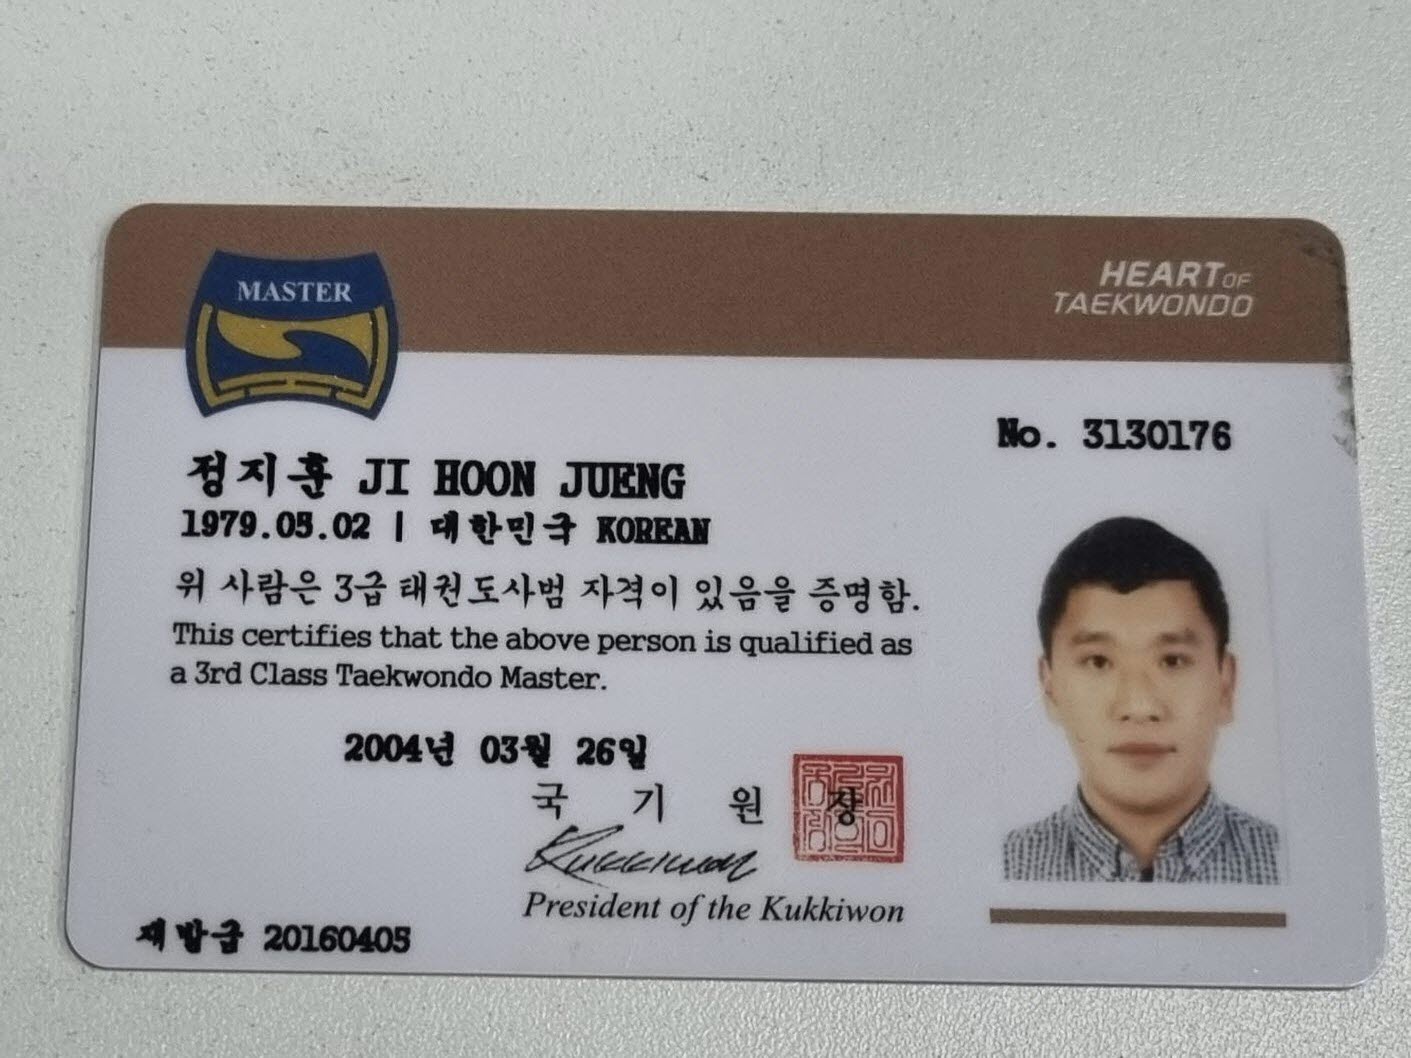 MASTER
HEART OF
TAEKWONDO
No. 3130176
정지훈 JI HOON JUENG
1979.05.02 | 대한민국 KOREAN
위 사람은 3급 태권도사범 자격이 있음을 증명함.
This certifies that the above person is qualified as
a 3rd Class Taekwondo Master.
2004년 03월 26일
국 기 원 장
Kukkiwon
President of the Kukkiwon
재발급 20160405